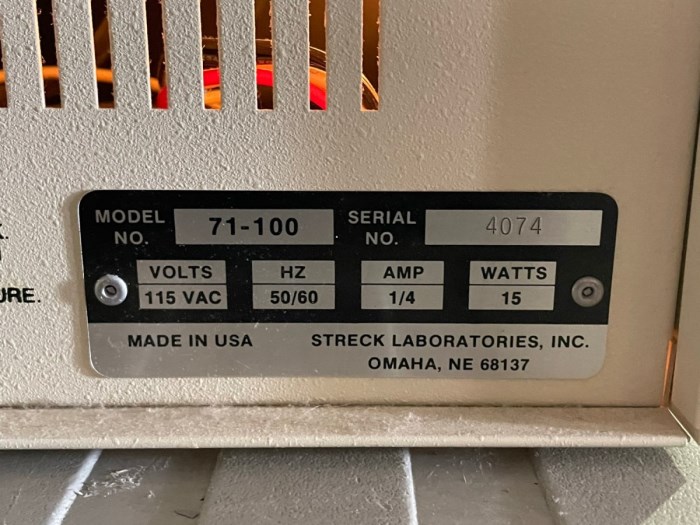 MODEL NO. 71-100 SERIAL NO. 4074
VOLTS HZ AMP WATTS
115 VAC 50/60 1/4 15
MADE IN USA STRECK LABORATORIES, INC.
OMAHA, NE 68137